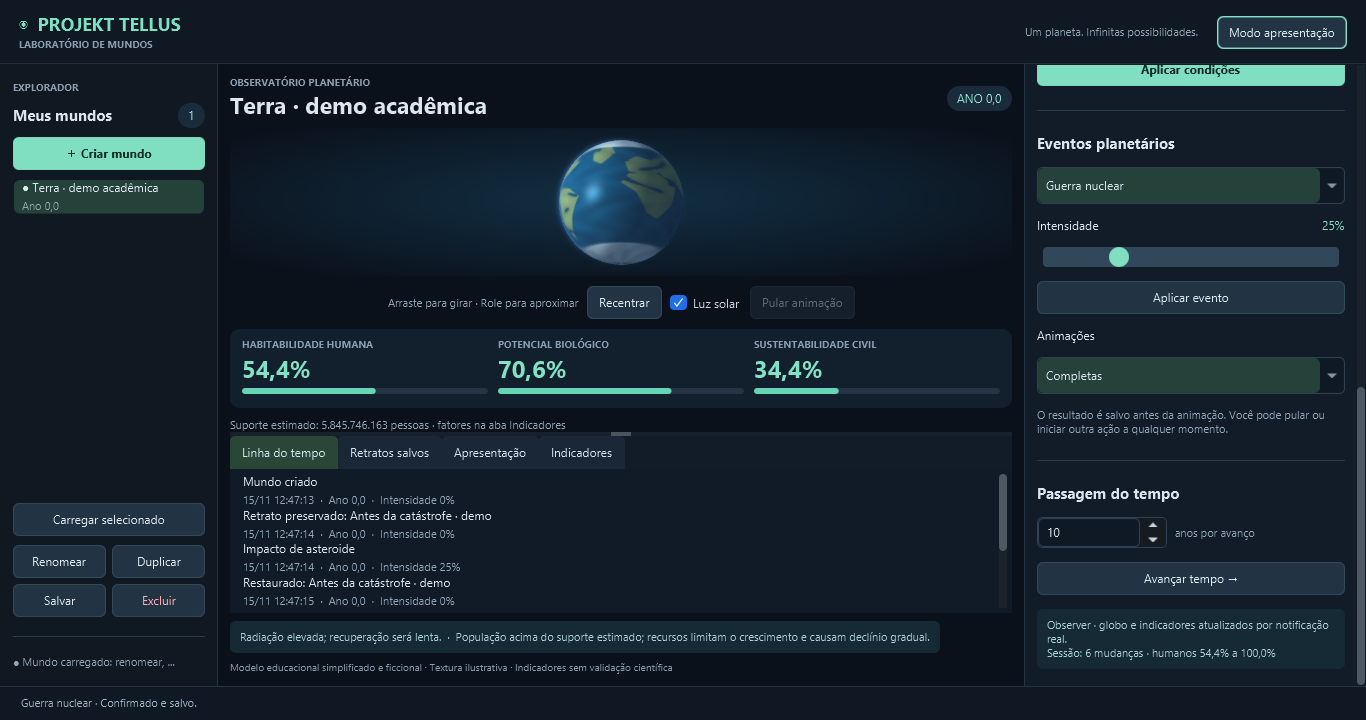 PROJEKT TELLUS
LABORATÓRIO DE MUNDOS
Um planeta. Infinitas possibilidades.
Modo apresentação
EXPLORADOR
Meus mundos
1
+ Criar mundo
● Terra · demo acadêmica
Ano 0,0
Carregar selecionado
Renomear
Duplicar
Salvar
Excluir
● Mundo carregado: renomear, ...
OBSERVATÓRIO PLANETÁRIO
Terra · demo acadêmica
ANO 0,0
Arraste para girar · Role para aproximar
Recentrar
Luz solar
Pular animação
HABITABILIDADE HUMANA
54,4%
POTENCIAL BIOLÓGICO
70,6%
SUSTENTABILIDADE CIVIL
34,4%
Suporte estimado: 5.845.746.163 pessoas · fatores na aba Indicadores
Linha do tempo
Retratos salvos
Apresentação
Indicadores
Mundo criado
15/11 12:47:13 · Ano 0,0 · Intensidade 0%
Retrato preservado: Antes da catástrofe · demo
15/11 12:47:14 · Ano 0,0 · Intensidade 0%
Impacto de asteroide
15/11 12:47:14 · Ano 0,0 · Intensidade 25%
Restaurado: Antes da catástrofe · demo
15/11 12:47:15 · Ano 0,0 · Intensidade 0%
Radiação elevada; recuperação será lenta. · População acima do suporte estimado; recursos limitam o crescimento e causam declínio gradual.
Modelo educacional simplificado e ficcional · Textura ilustrativa · Indicadores sem validação científica
Aplicar condições
Eventos planetários
Guerra nuclear
Intensidade
25%
Aplicar evento
Animações
Completas
O resultado é salvo antes da animação. Você pode pular ou
iniciar outra ação a qualquer momento.
Passagem do tempo
10
anos por avanço
Avançar tempo →
Observer · globo e indicadores atualizados por notificação
real.
Sessão: 6 mudanças · humanos 54,4% a 100,0%
Guerra nuclear · Confirmado e salvo.